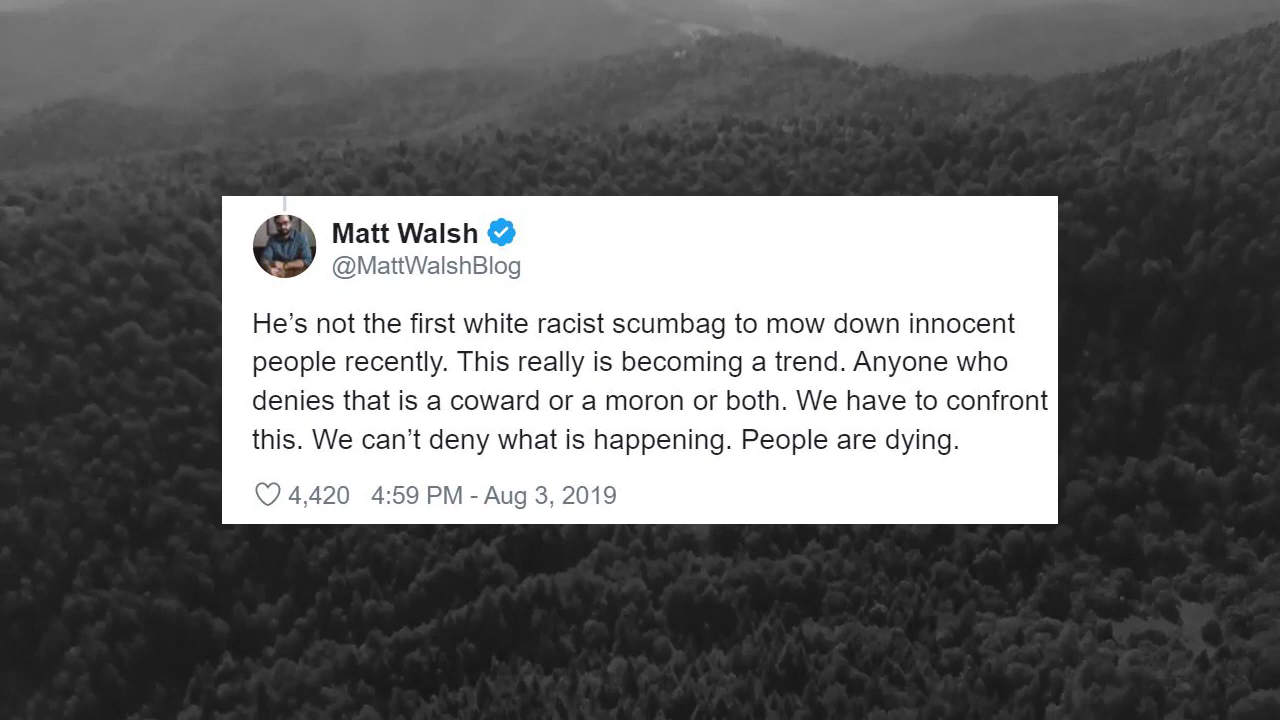 Matt Walsh
@MattWalshBlog
He’s not the first white racist scumbag to mow down innocent
people recently. This really is becoming a trend. Anyone who
denies that is a coward or a moron or both. We have to confront
this. We can’t deny what is happening. People are dying.
4,420 4:59 PM - Aug 3, 2019